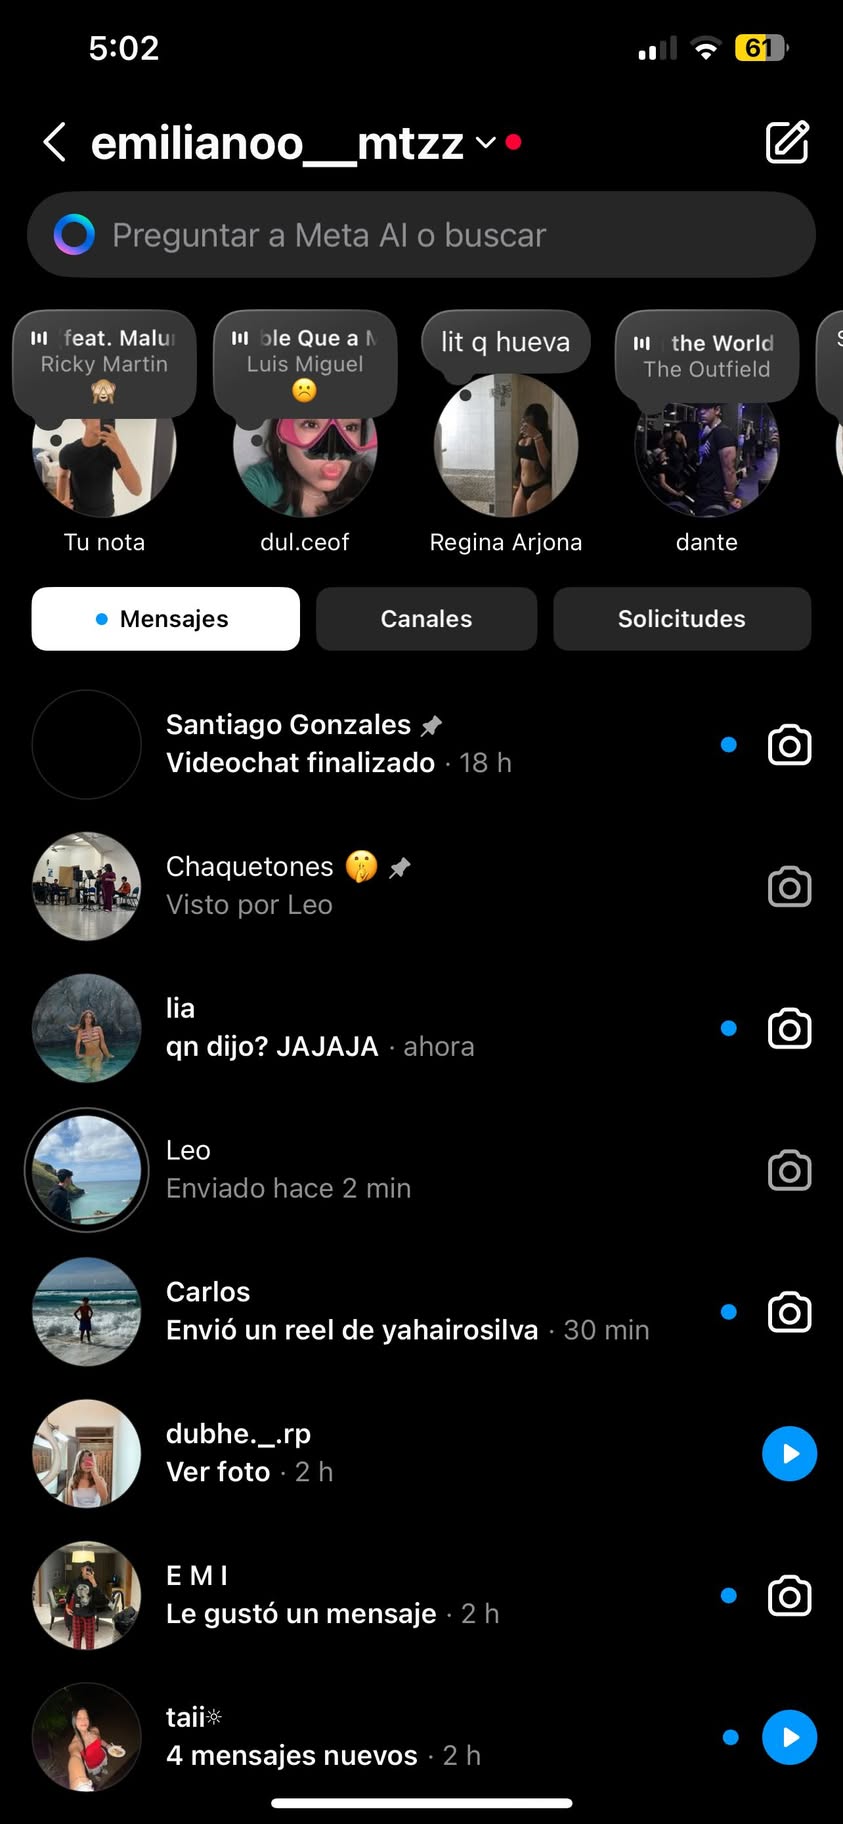 5:02
61
emilianoo__mtzz
Preguntar a Meta AI o buscar
feat. Malu
Ricky Martin
🙈
ble Que a
Luis Miguel
☹️
lit q hueva
the World
The Outfield
S
Tu nota
dul.ceof
Regina Arjona
dante
Mensajes
Canales
Solicitudes
Santiago Gonzales
Videochat finalizado · 18 h
Chaquetones 🤫
Visto por Leo
lia
qn dijo? JAJAJA · ahora
Leo
Enviado hace 2 min
Carlos
Envió un reel de yahairosilva · 30 min
dubhe._.rp
Ver foto · 2 h
E M I
Le gustó un mensaje · 2 h
taii☼
4 mensajes nuevos · 2 h